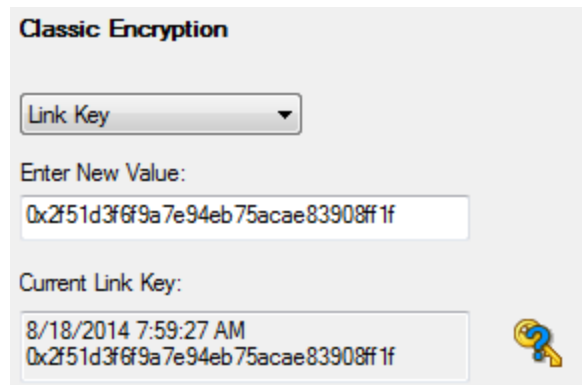 Classic Encryption
Link Key
Enter New Value:
0x2f51d3f6f9a7e94eb75acae83908ff1f
Current Link Key:
8/18/2014 7:59:27 AM
0x2f51d3f6f9a7e94eb75acae83908ff1f